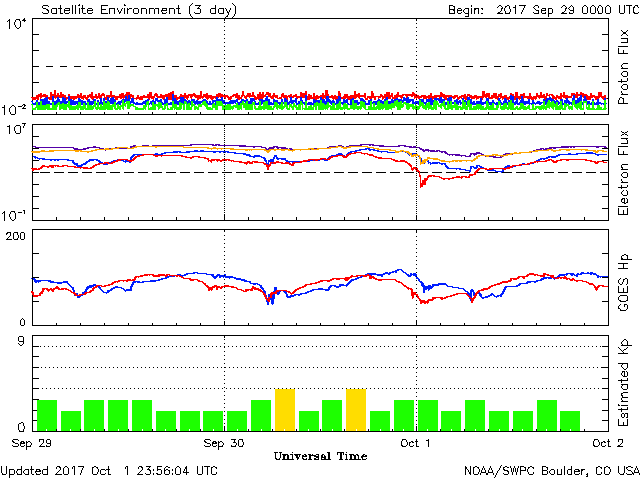 Satellite Environment (3 day)
Begin: 2017 Sep 29 0000 UTC
10^4
10^-2
Proton Flux
10^7
10^-1
Electron Flux
200
0
GOES Hp
9
0
Estimated Kp
Sep 29 Sep 30 Oct 1 Oct 2
Universal Time
Updated 2017 Oct 1 23:56:04 UTC
NOAA/SWPC Boulder, CO USA